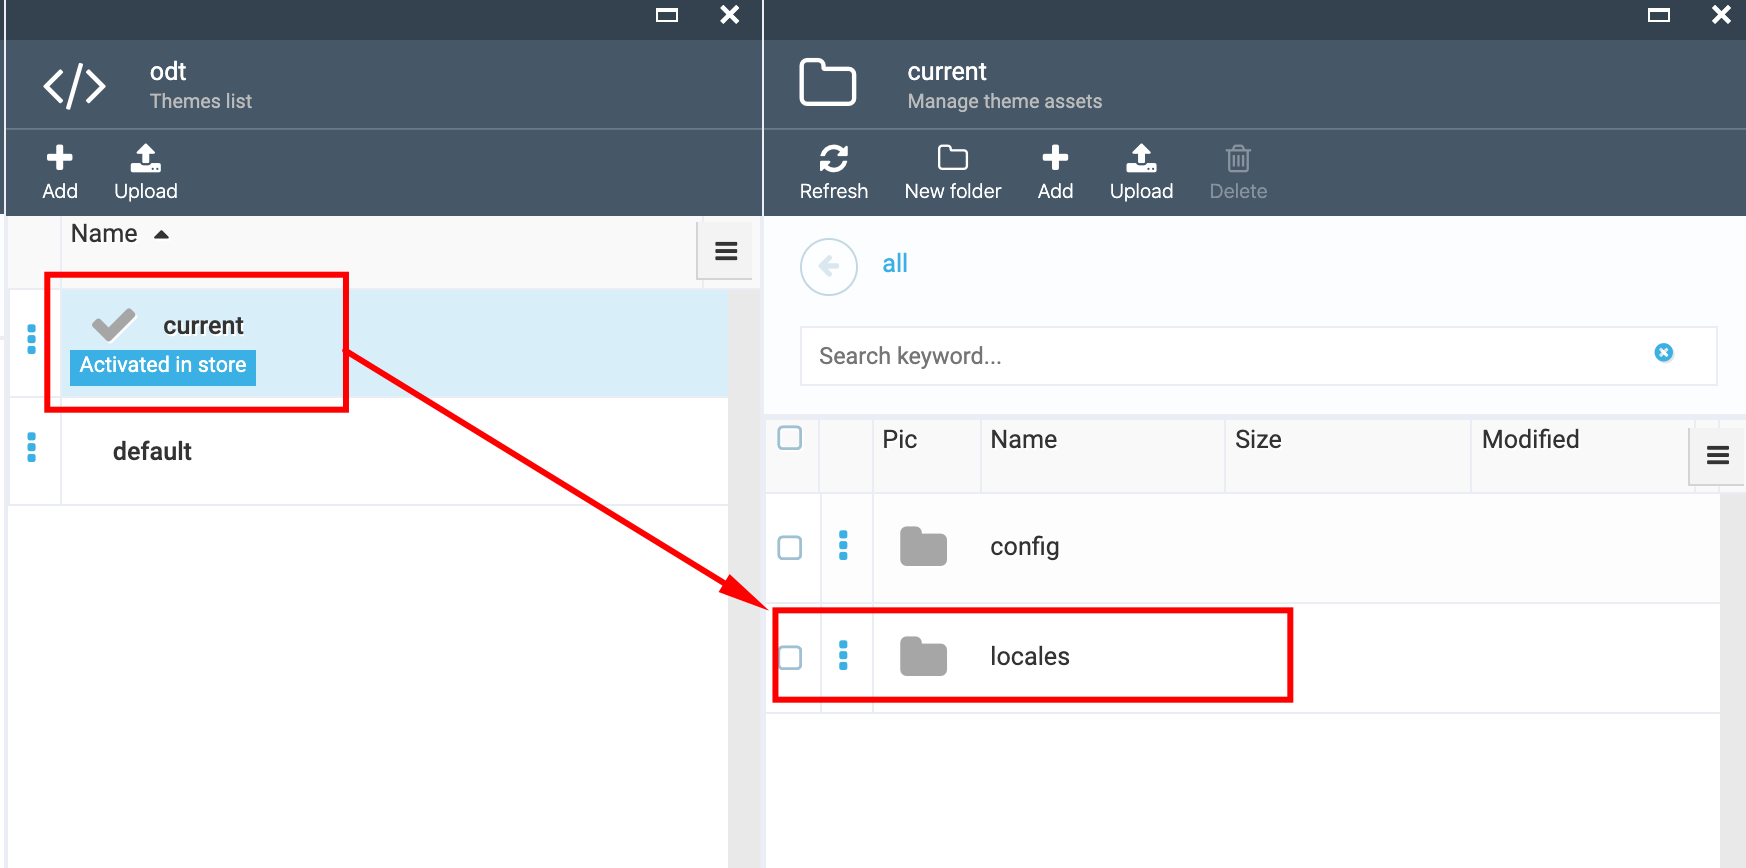 odt
Themes list
Add
Upload
Name
current
Activated in store
default
current
Manage theme assets
Refresh
New folder
Add
Upload
Delete
all
Search keyword...
Pic
Name
Size
Modified
config
locales